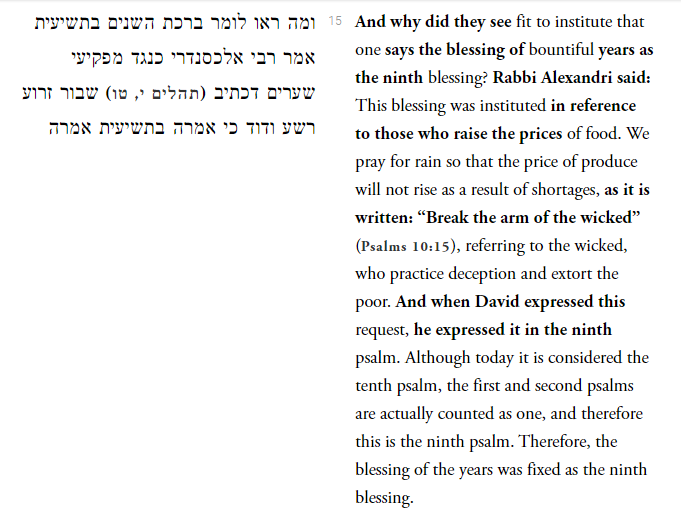 ומה ראו לומר ברכת השנים בתשיעית
אמר רבי אלכסנדרי כנגד מפקיעי
שערים דכתיב (תהלים י, טו) שבור זרוע
רשע ודוד כי אמרה בתשיעית אמרה
15
And why did they see fit to institute that
one says the blessing of bountiful years as
the ninth blessing? Rabbi Alexandri said:
This blessing was instituted in reference
to those who raise the prices of food. We
pray for rain so that the price of produce
will not rise as a result of shortages, as it is
written: “Break the arm of the wicked”
(Psalms 10:15), referring to the wicked,
who practice deception and extort the
poor. And when David expressed this
request, he expressed it in the ninth
psalm. Although today it is considered the
tenth psalm, the first and second psalms
are actually counted as one, and therefore
this is the ninth psalm. Therefore, the
blessing of the years was fixed as the ninth
blessing.